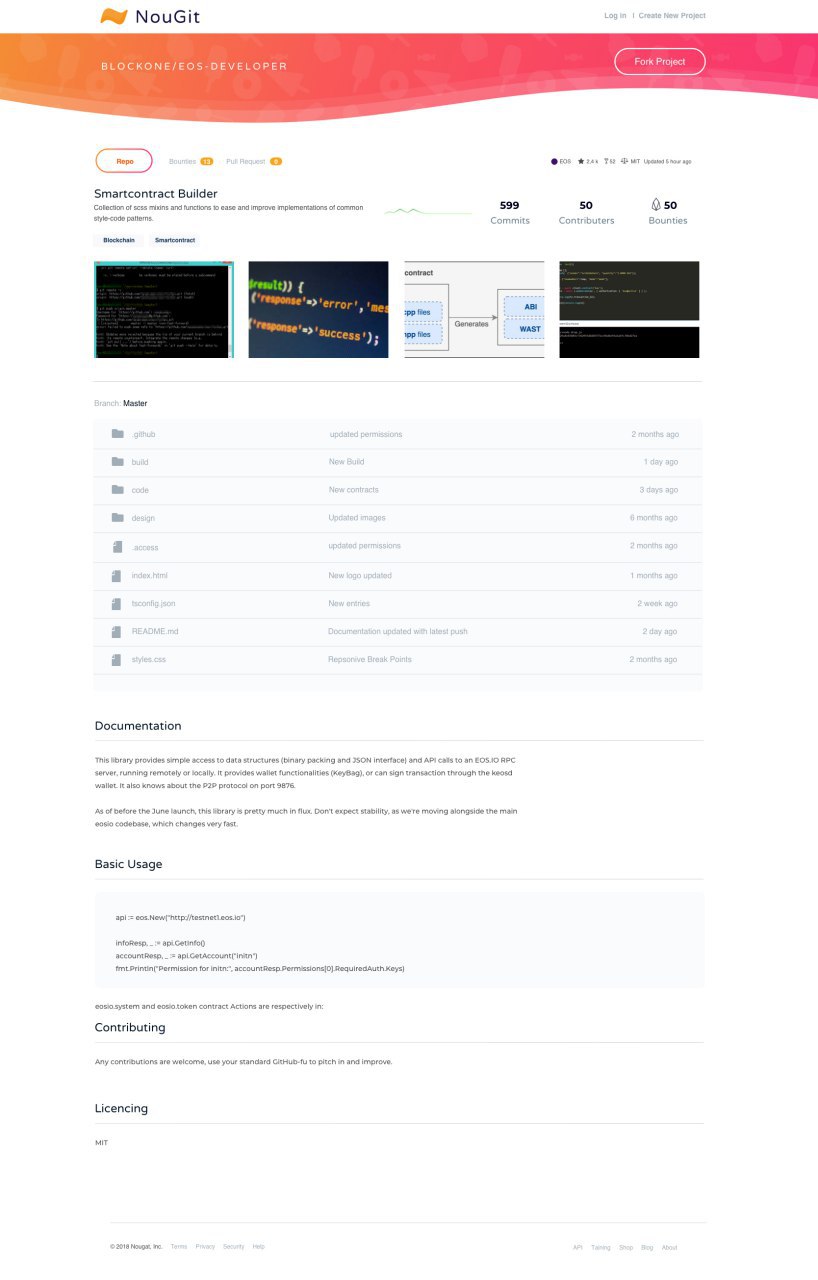 NouGit
Log in | Create New Project
BLOCKONE/EOS-DEVELOPER
Fork Project
Repo
Bounties 13
Pull Request
EOS 2,4 k 52 MIT Updated 5 hour ago
Smartcontract Builder
Collection of scss mixins and functions to ease and improve implementations of common
style-code patterns.
599
Commits
50
Contributers
50
Bounties
Blockchain
Smartcontract
$result)) {
('response'=>'error','mes
'response'=>'success');
contract
cpp files
cpp files
Generates
ABI
WAST
Branch: Master
.github updated permissions 2 months ago
build New Build 1 day ago
code New contracts 3 days ago
design Updated images 6 months ago
.access updated permissions 2 months ago
index.html New logo updated 1 months ago
tsconfig.json New entries 2 week ago
README.md Documentation updated with latest push 2 day ago
styles.css Repsonive Break Points 2 months ago
Documentation
This library provides simple access to data structures (binary packing and JSON interface) and API calls to an EOS.IO RPC
server, running remotely or locally. It provides wallet functionalities (KeyBag), or can sign transaction through the keosd
wallet. It also knows about the P2P protocol on port 9876.
As of before the June launch, this library is pretty much in flux. Don't expect stability, as we're moving alongside the main
eosio codebase, which changes very fast.
Basic Usage
api := eos.New("http://testnet1.eos.io")
infoResp, _ := api.GetInfo()
accountResp, _ := api.GetAccount("initn")
fmt.Println("Permission for initn:", accountResp.Permissions[0].RequiredAuth.Keys)
eosio.system and eosio.token contract Actions are respectively in:
Contributing
Any contributions are welcome, use your standard GitHub-fu to pitch in and improve.
Licencing
MIT
© 2018 Nougat, Inc. Terms Privacy Security Help
API Taining Shop Blog About